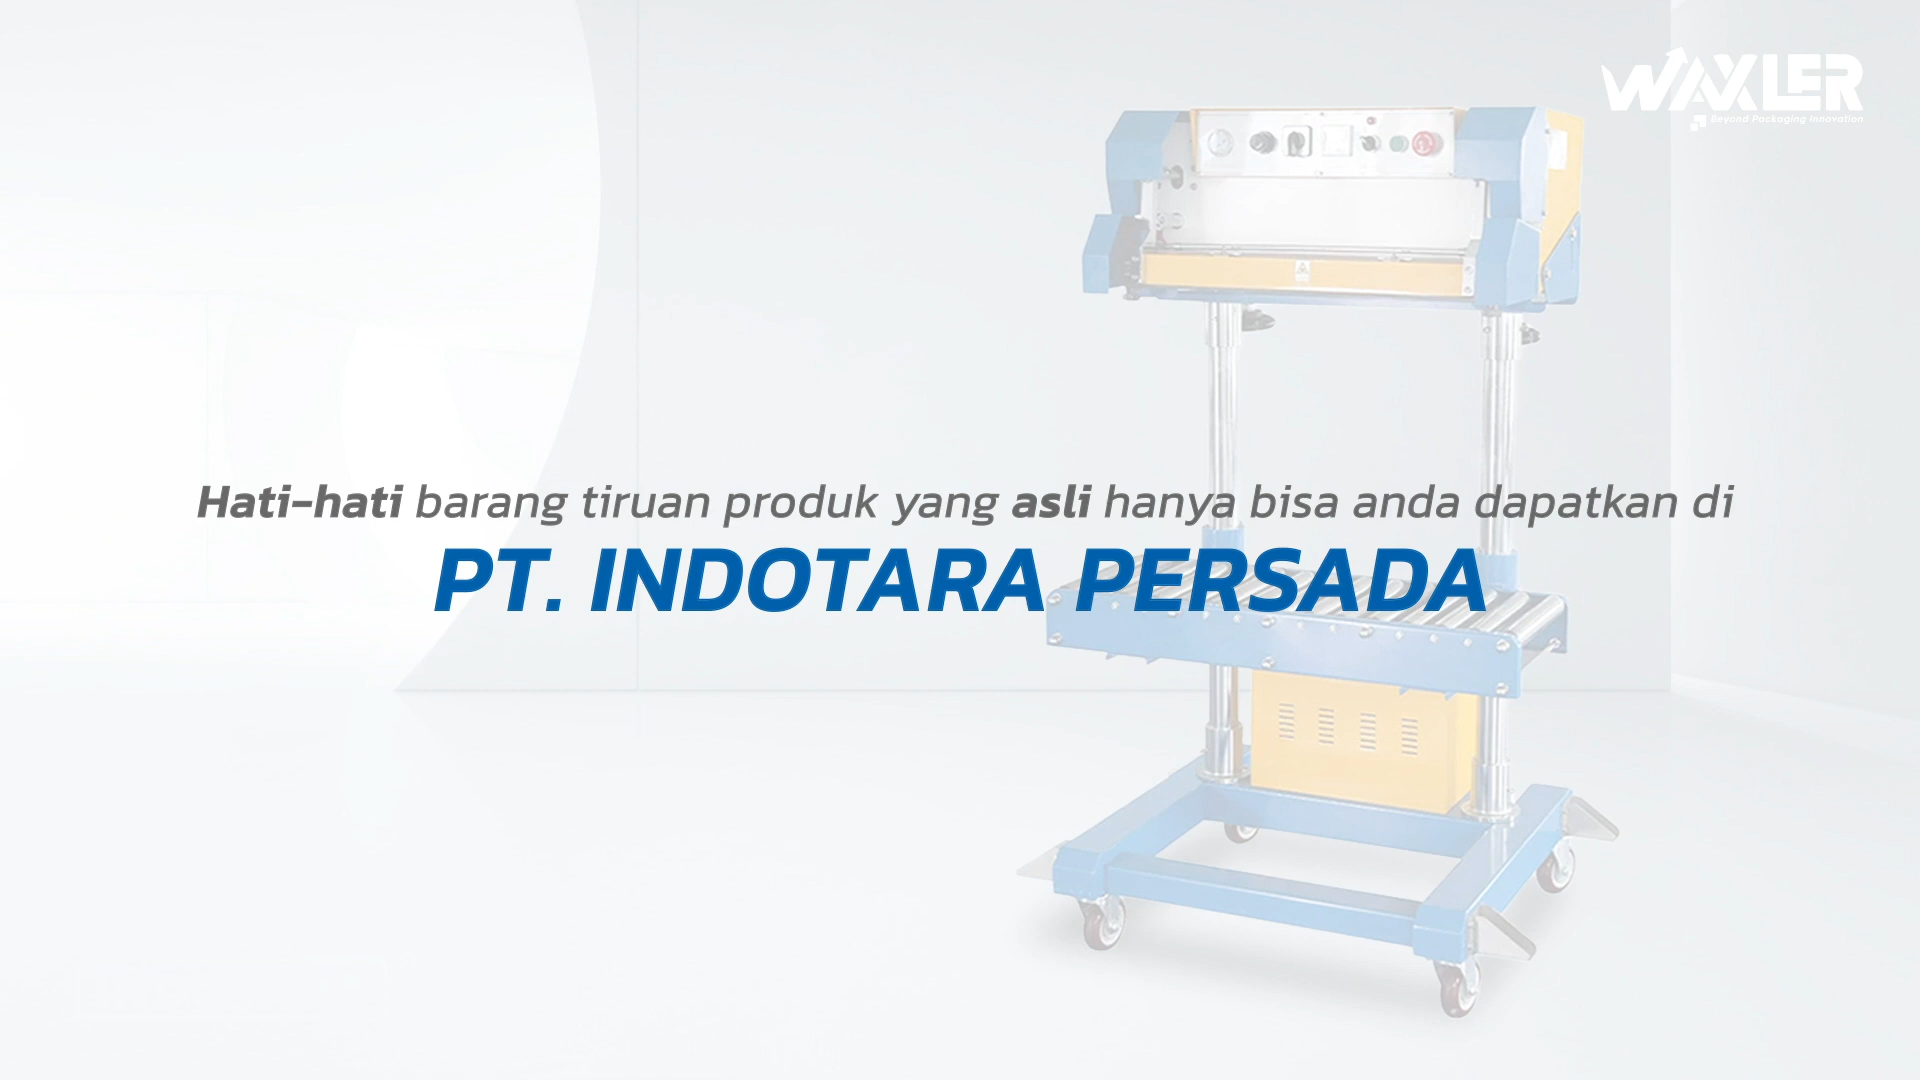 WAXLER
Beyond Packaging Innovation
Hati-hati barang tiruan produk yang asli hanya bisa anda dapatkan di
PT. INDOTARA PERSADA